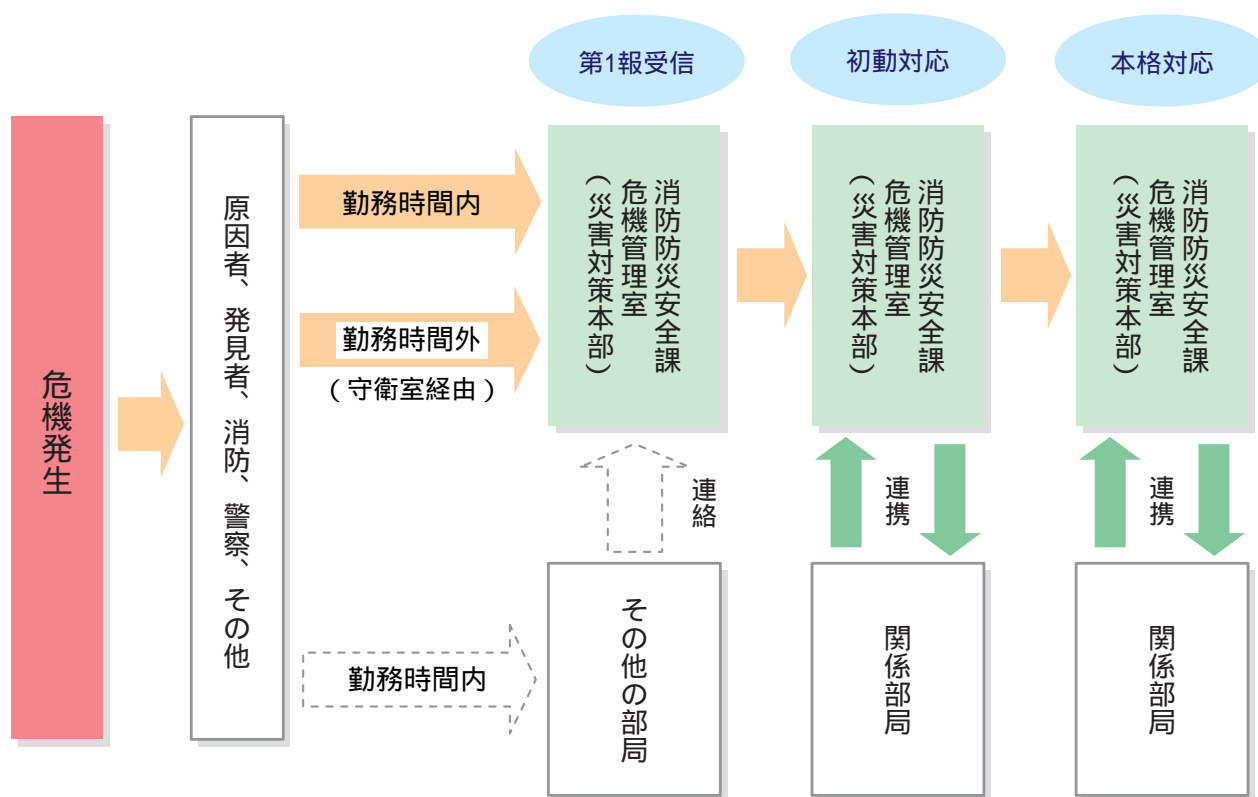 第1報受信
初動対応
本格対応
危機発生
原因者、発見者、消防、警察、その他
勤務時間内
勤務時間外
（守衛室経由）
勤務時間内
消防防災安全課
危機管理室
（災害対策本部）
連絡
その他の部局
消防防災安全課
危機管理室
（災害対策本部）
連携
関係部局
消防防災安全課
危機管理室
（災害対策本部）
連携
関係部局